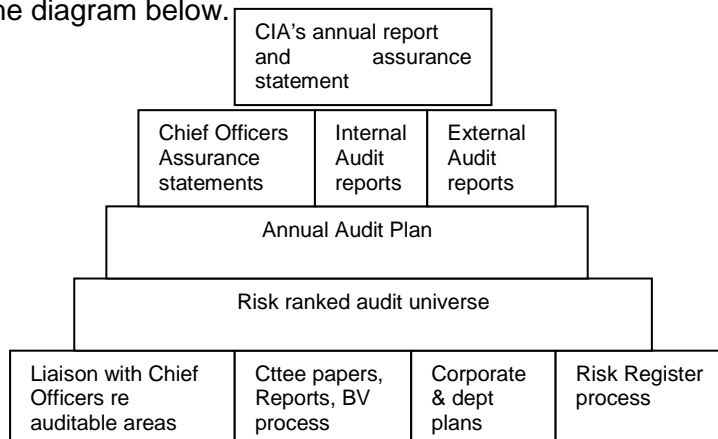 ne diagram below.
CIA's annual report
and assurance
statement
Chief Officers
Assurance
statements
Internal
Audit
reports
External
Audit
reports
Annual Audit Plan
Risk ranked audit universe
Liaison with Chief
Officers re
auditable areas
Cttee papers,
Reports, BV
process
Corporate
& dept
plans
Risk Register
process